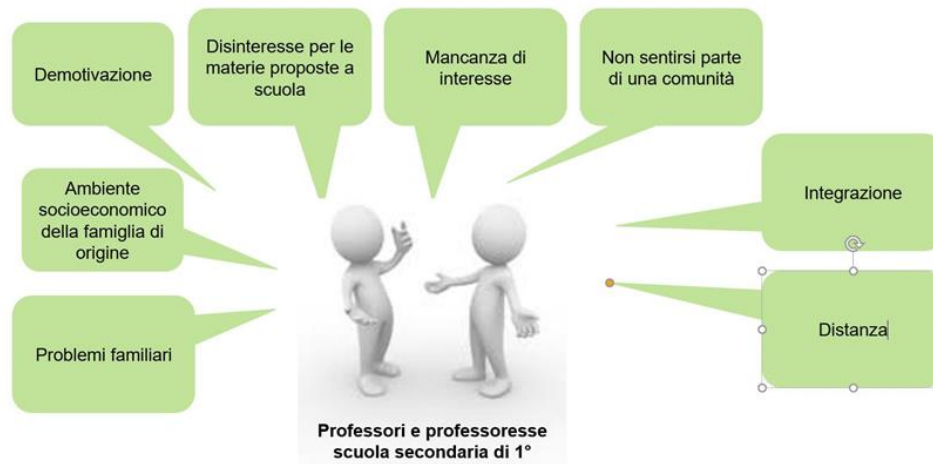 Demotivazione
Disinteresse per le
materie proposte a
scuola
Mancanza di
interesse
Non sentirsi parte
di una comunità
Ambiente
socioeconomico
della famiglia di
origine
Integrazione
Problemi familiari
Distanza
Professori e professoresse
scuola secondaria di 1°